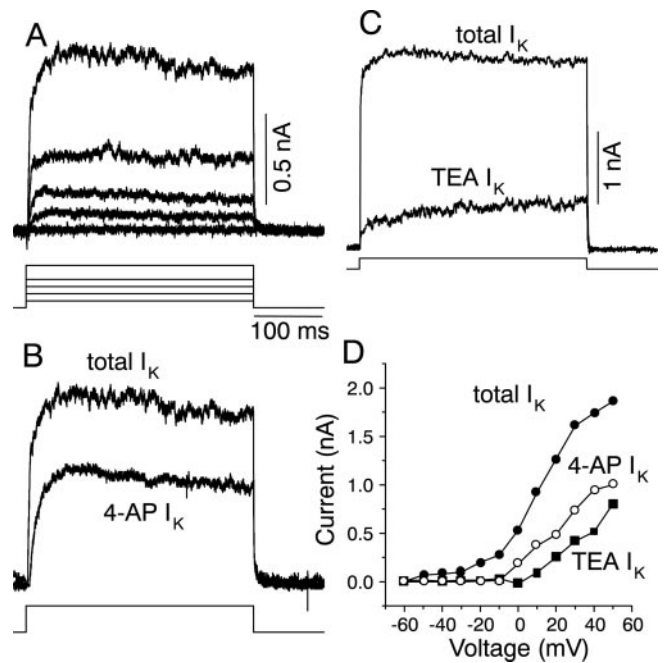 A
0.5 nA
100 ms
B
total I_K
4-AP I_K
C
total I_K
TEA I_K
1 nA
D
total I_K
4-AP I_K
TEA I_K
Current (nA)
2.0
1.5
1.0
0.5
0.0
-60 -40 -20 0 20 40 60
Voltage (mV)